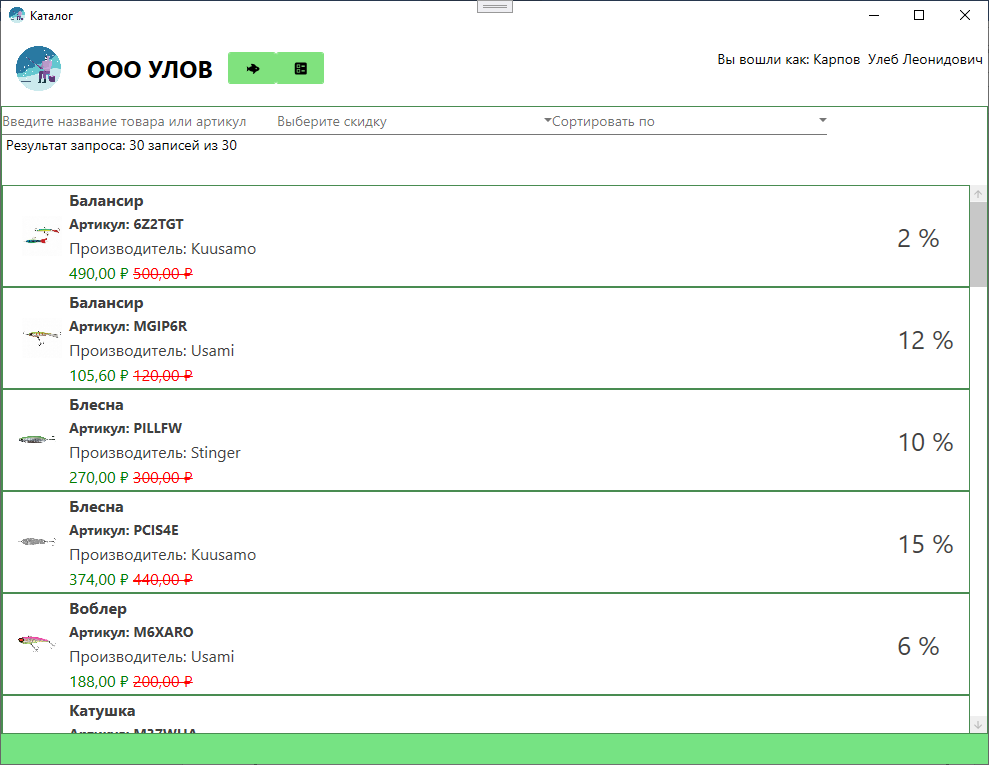 Каталог
ООО УЛОВ
Вы вошли как: Карпов  Улеб Леонидович
Введите название товара или артикул
Выберите скидку
Сортировать по
Результат запроса: 30 записей из 30
Балансир
Артикул: 6Z2TGT
Производитель: Kuusamo
490,00 ₽ 500,00 ₽
2 %
Балансир
Артикул: MGIP6R
Производитель: Usami
105,60 ₽ 120,00 ₽
12 %
Блесна
Артикул: PILLFW
Производитель: Stinger
270,00 ₽ 300,00 ₽
10 %
Блесна
Артикул: PCIS4E
Производитель: Kuusamo
374,00 ₽ 440,00 ₽
15 %
Воблер
Артикул: M6XARO
Производитель: Usami
188,00 ₽ 200,00 ₽
6 %
Катушка
Артикул: